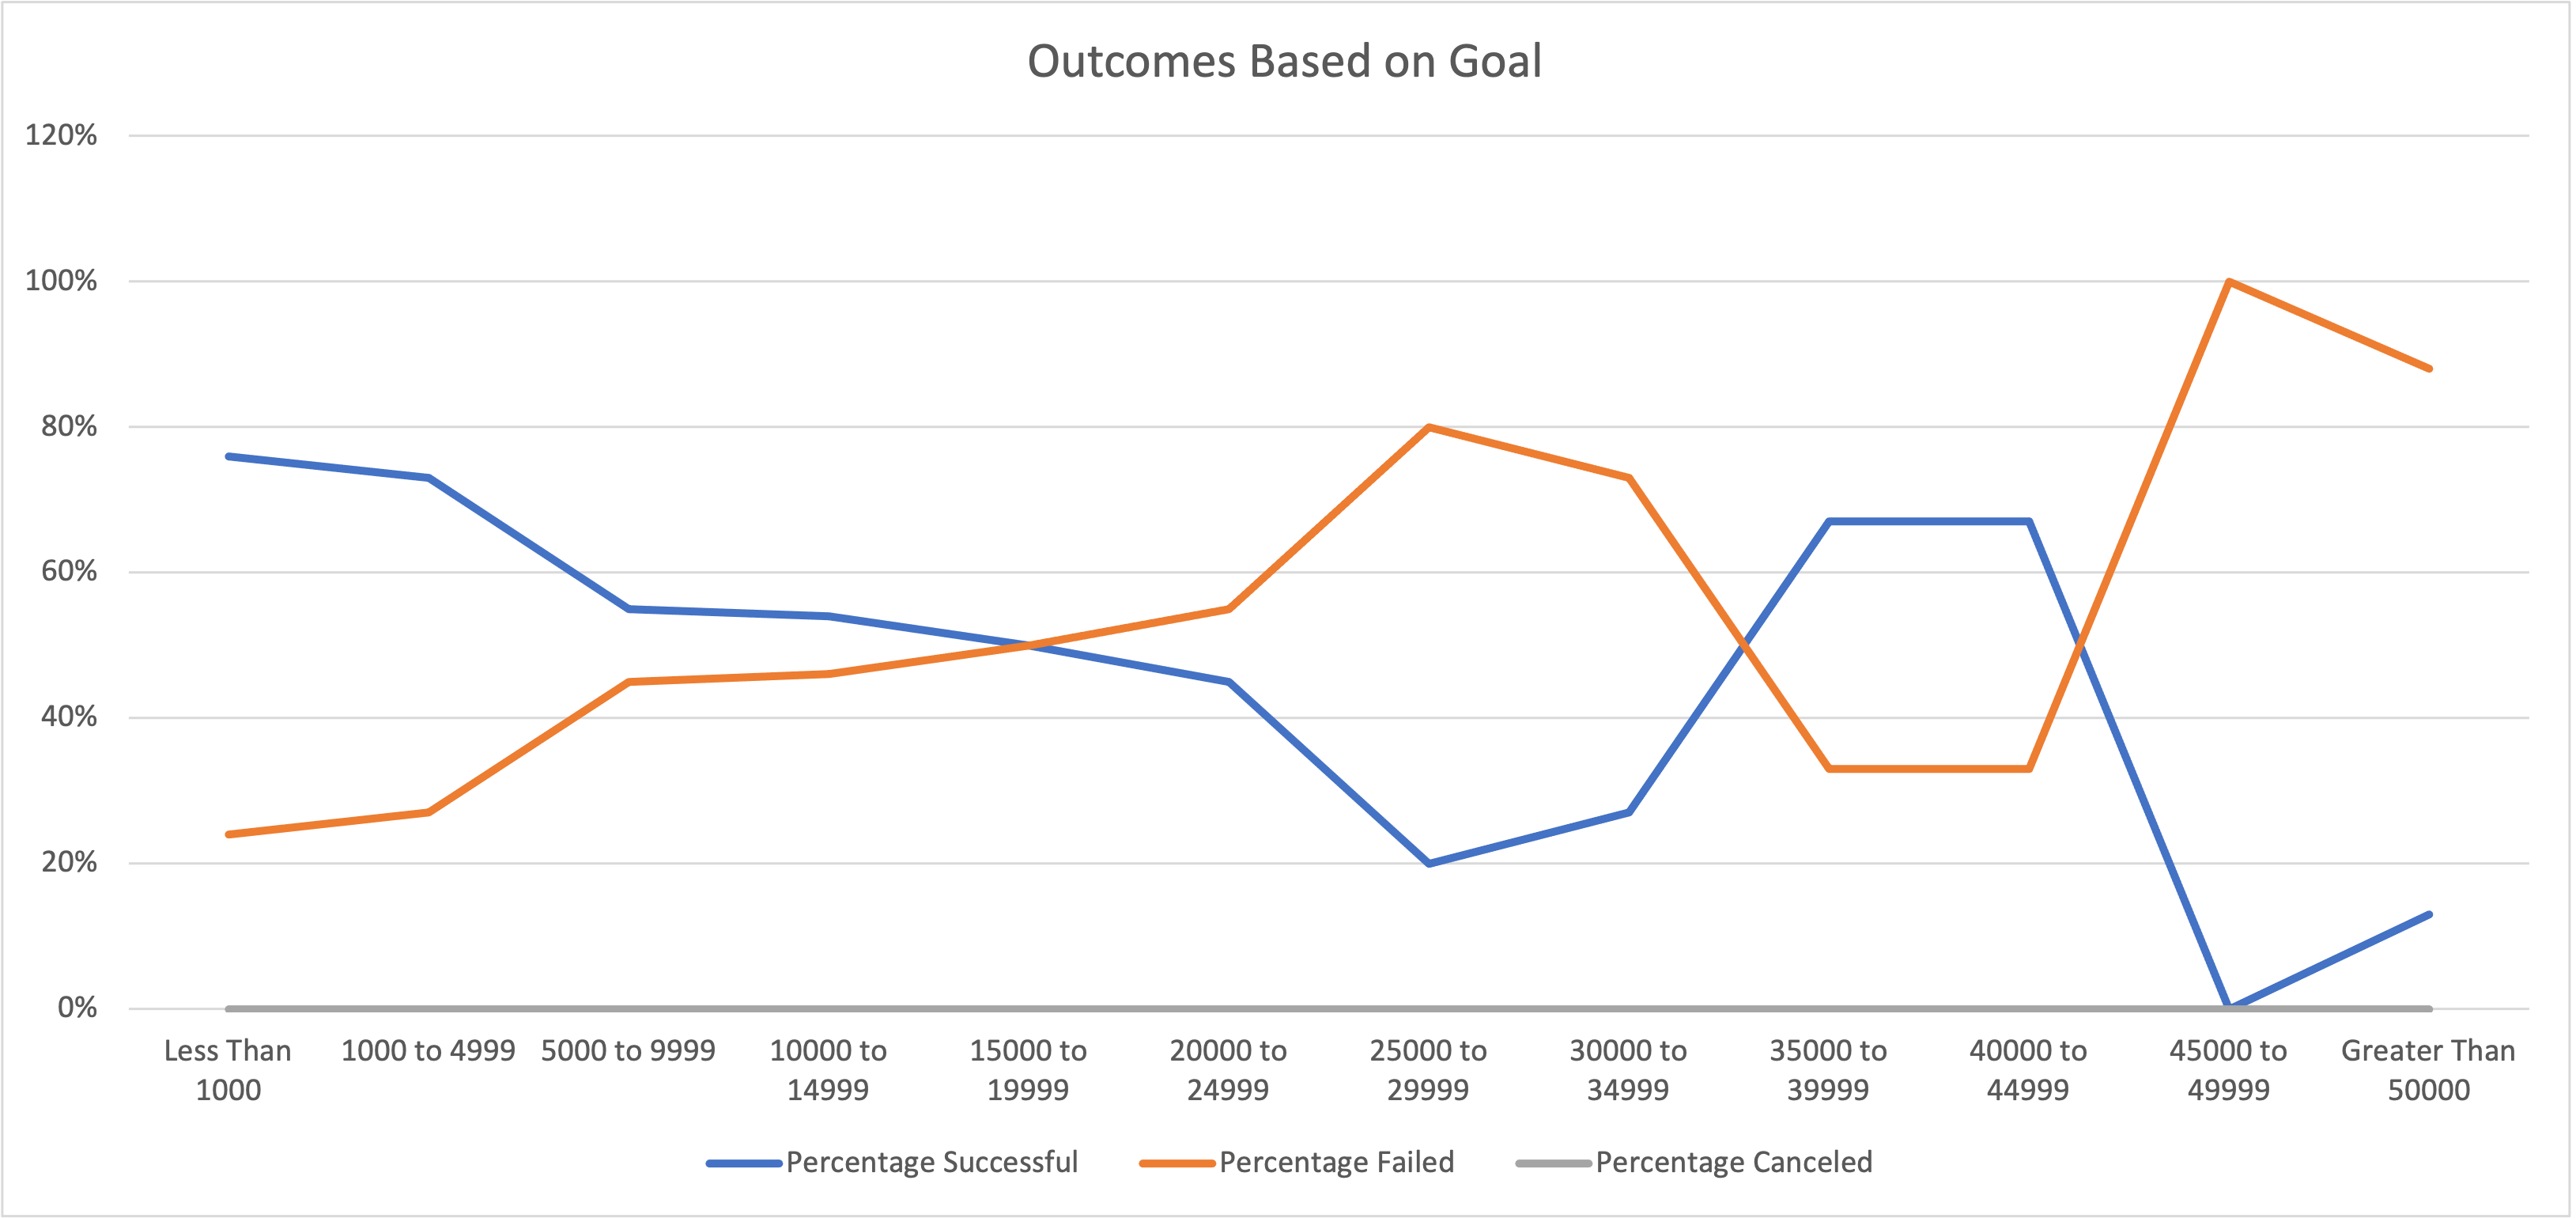 Outcomes Based on Goal
120%
100%
80%
60%
40%
20%
0%
Less Than
1000
1000 to 4999
5000 to 9999
10000 to
14999
15000 to
19999
20000 to
24999
25000 to
29999
30000 to
34999
35000 to
39999
40000 to
44999
45000 to
49999
Greater Than
50000
Percentage Successful
Percentage Failed
Percentage Canceled